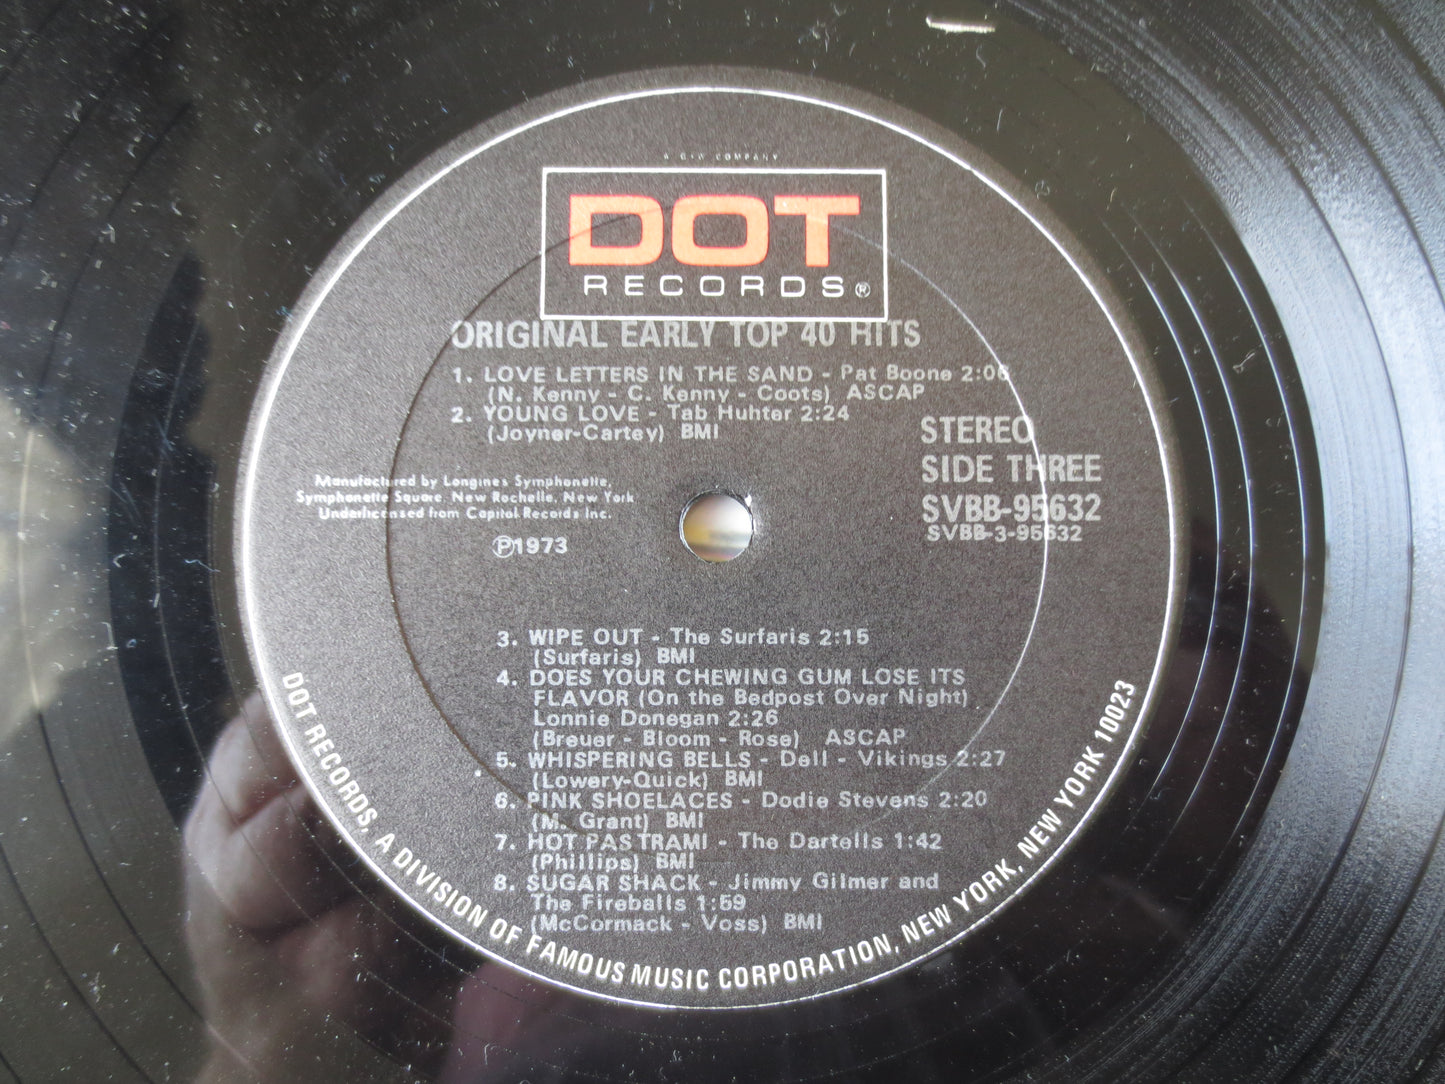 A G+W COMPANY
DOT
RECORDS®
ORIGINAL EARLY TOP 40 HITS
1. LOVE LETTERS IN THE SAND - Pat Boone 2:06
(N. Kenny - C. Kenny - Coots) ASCAP
2. YOUNG LOVE - Tab Huhter 2:24
(Joyner-Cartey) BMI
STEREO
SIDE THREE
SVBB-95632
SVBB-3-95632
Manufactured by Longines Symphonette,
Symphonette Square, New Rochelle, New York
Underlicensed from Capitol Records Inc.
℗1973
3. WIPE OUT - The Surfaris 2:15
(Surfaris) BMI
4. DOES YOUR CHEWING GUM LOSE ITS
FLAVOR (On the Bedpost Over Night)
Lonnie Donegan 2:26
(Breuer - Bloom - Rose) ASCAP
5. WHISPERING BELLS - Dell - Vikings 2:27
(Lowery-Quick) BMI
6. PINK SHOELACES - Dodie Stevens 2:20
(M. Grant) BMI
7. HOT PASTRAMI - The Dartells 1:42
(Phillips) BMI
8. SUGAR SHACK - Jimmy Gilmer and
The Fireballs 1:59
(McCormack - Voss) BMI
DOT RECORDS, A DIVISION OF FAMOUS MUSIC CORPORATION, NEW YORK, NEW YORK 10023